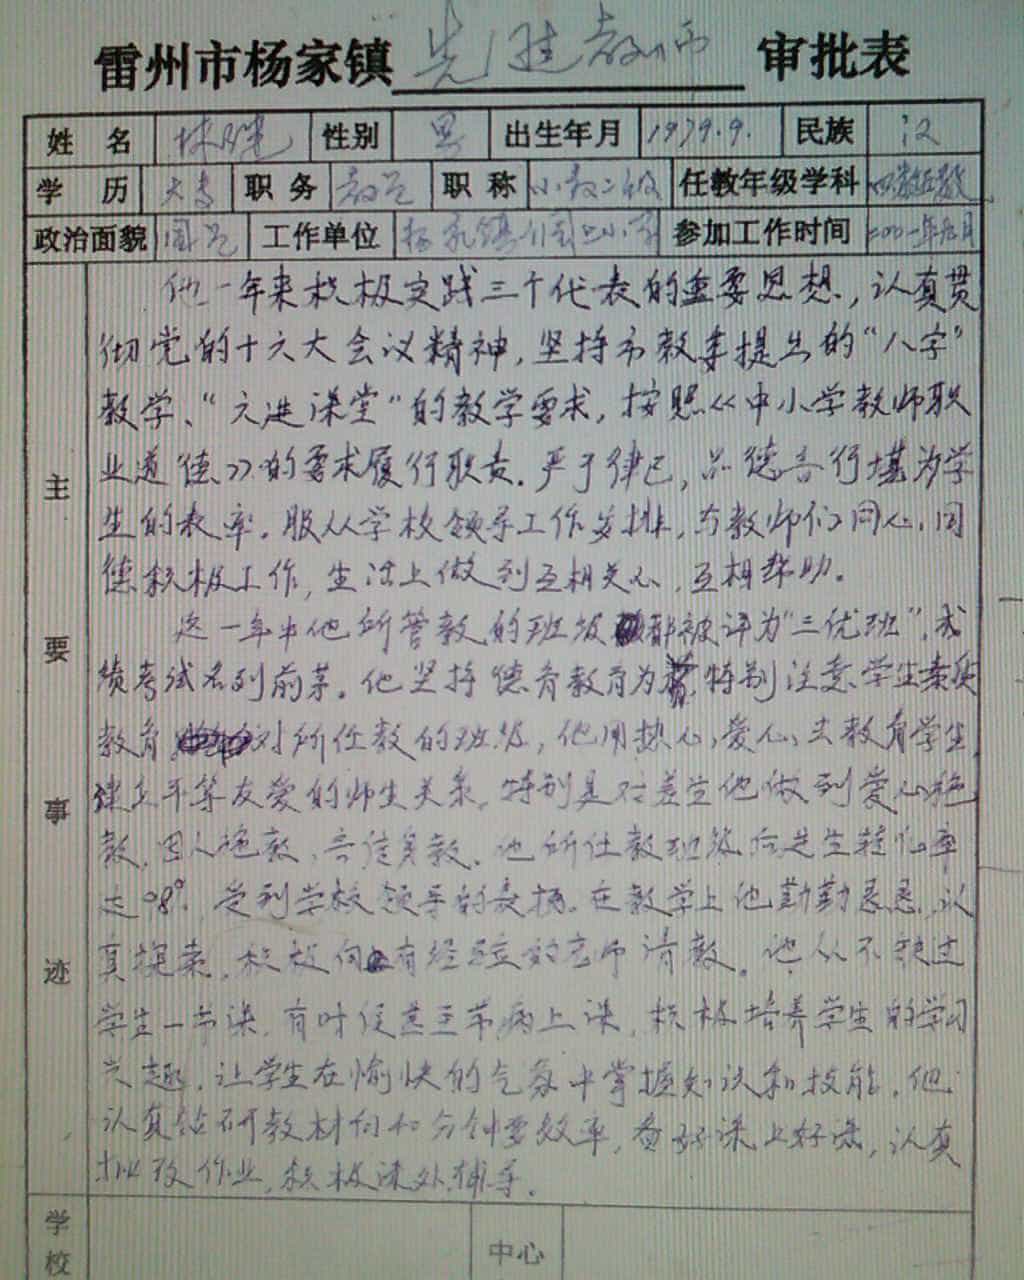 雷州市杨家镇 先进教师 审批表
姓 名 林 性别 男 出生年月 1979.9. 民族 汉
学 历 大专 职务 教员 职称 小教二级 任教年级学科
政治面貌 团员 工作单位 杨家镇 小学 参加工作时间 二00一年 月
主要事迹
他一年来积极实践三个代表的重要思想，认真贯
彻党的十六大会议精神，坚持市教委提出的“八字”
教学、“六进课堂”的教学要求，按照《中小学教师职
业道德》的要求履行职责。严于律己，品德言行堪为学
生的表率。服从学校领导工作安排，与教师们同心同
德积极工作，生活上做到互相关心，互相帮助。
这一年中他所管教的班级都被评为“三优班”，成
绩考试名列前茅。他坚持德育教育为 ，特别注意学生素质
教育，对所任教的班级，他用热心，爱心，去教育学生
建立平等友爱的师生关系，特别是对差生他做到爱心施
教，因人施教，言传身教。他所任教班级后进生转化率
达98%，受到学校领导的表扬。在教学上他勤勤恳恳，认
真探索，积极向有经验的老师请教。他从不缺过
学生一节课，有时侯甚至带病上课，积极培养学生的学习
兴趣，让学生在愉快的气氛中掌握知识和技能。他
认真钻研教材向40分钟要效率，备好课上好课，认真
批改作业，积极课外辅导。
学校 中心